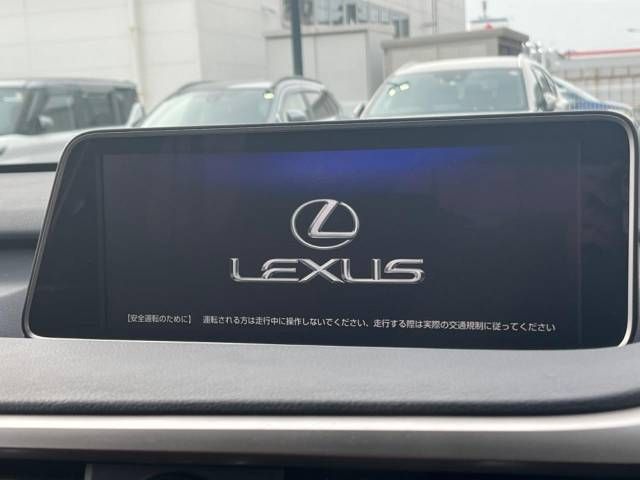 LEXUS
【安全運転のために】 運転される方は走行中に操作しないでください、走行する際は実際の交通規制に従ってください